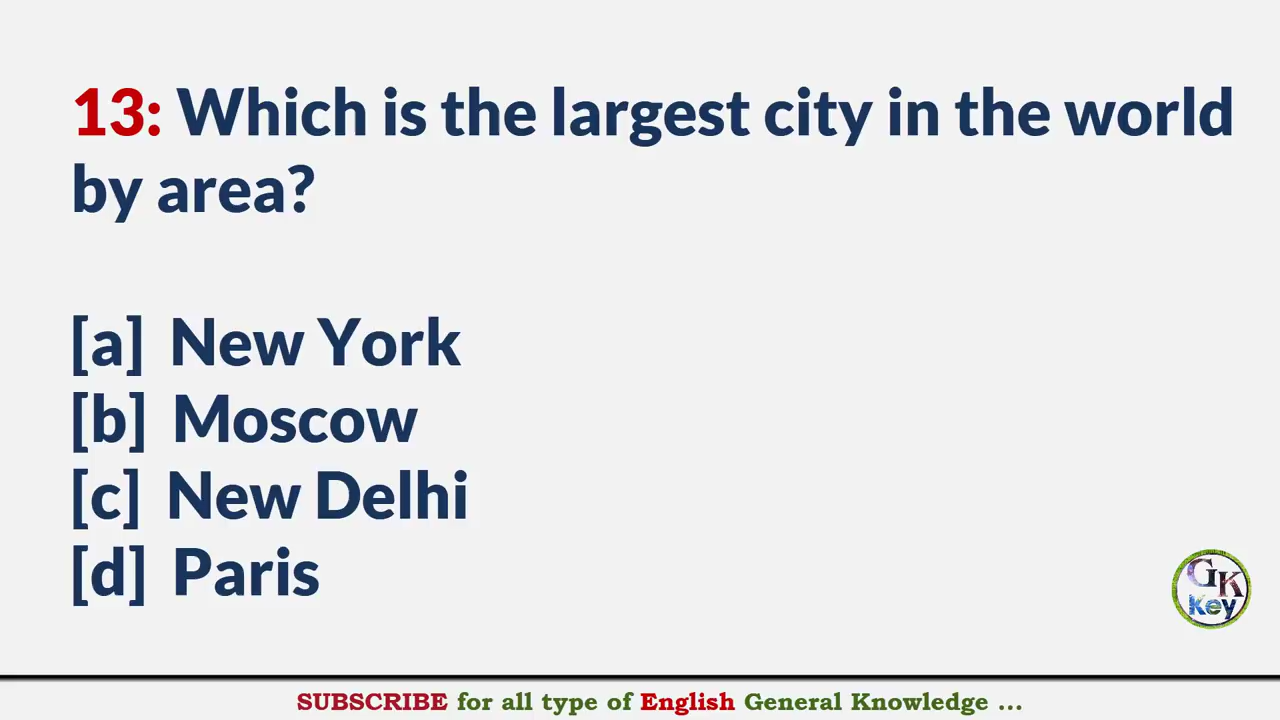 13: Which is the largest city in the world
by area?
[a] New York
[b] Moscow
[c] New Delhi
[d] Paris
GK
Key
SUBSCRIBE for all type of English General Knowledge ...